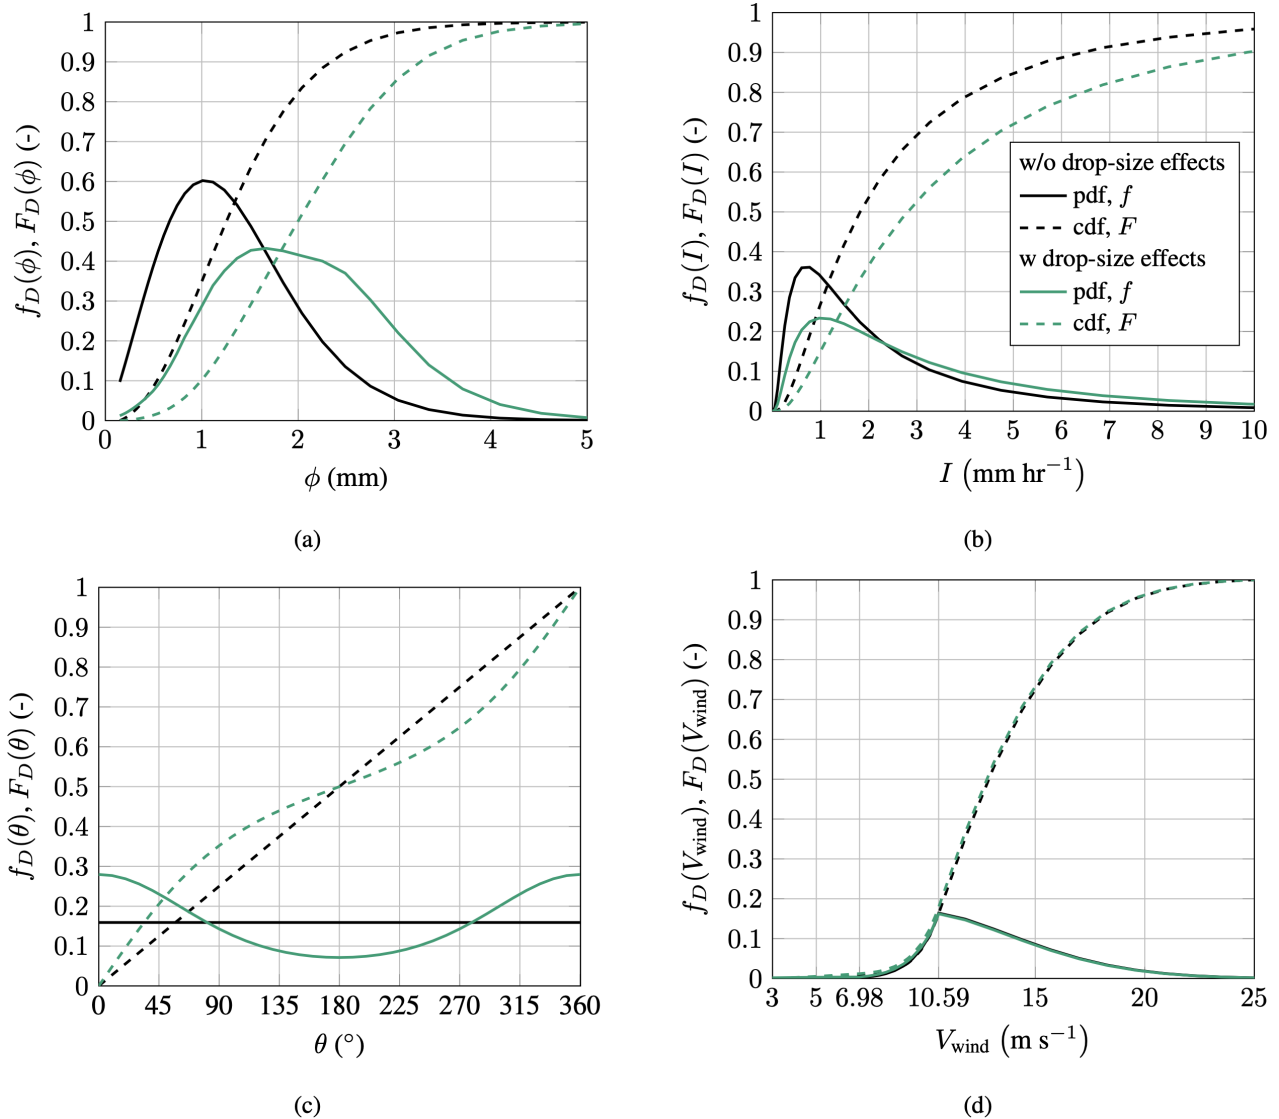 1
0.9
0.8
0.7
0.6
0.5
0.4
0.3
0.2
0.1
0
f_D(ϕ), F_D(ϕ) (-)
0 1 2 3 4 5
ϕ (mm)
(a)
1
0.9
0.8
0.7
0.6
0.5
0.4
0.3
0.2
0.1
0
f_D(I), F_D(I) (-)
w/o drop-size effects
pdf, f
cdf, F
w drop-size effects
pdf, f
cdf, F
1 2 3 4 5 6 7 8 9 10
I (mm hr⁻¹)
(b)
1
0.9
0.8
0.7
0.6
0.5
0.4
0.3
0.2
0.1
0
f_D(θ), F_D(θ) (-)
0 45 90 135 180 225 270 315 360
θ (°)
(c)
1
0.9
0.8
0.7
0.6
0.5
0.4
0.3
0.2
0.1
0
f_D(V_wind), F_D(V_wind) (-)
3 5 6.98 10.59 15 20 25
V_wind (m s⁻¹)
(d)